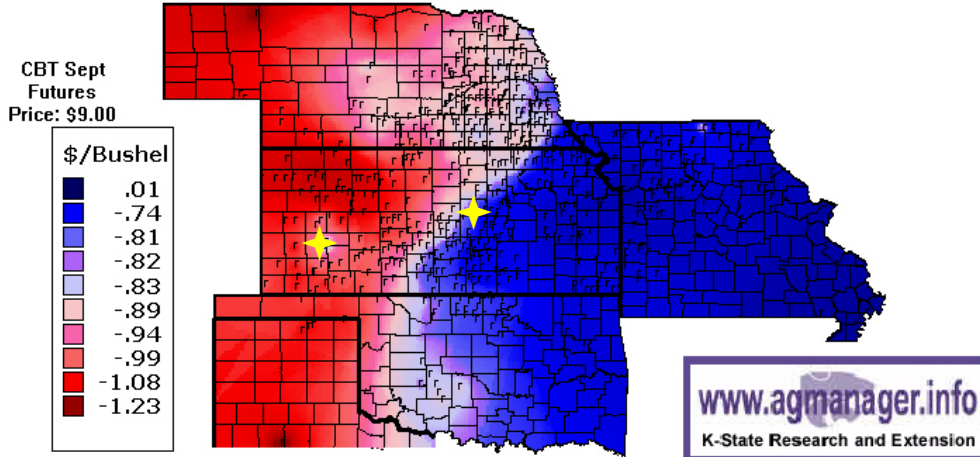 CBT Sept
Futures
Price: $9.00
$/Bushel
.01
-.74
-.81
-.82
-.83
-.89
-.94
-.99
-1.08
-1.23
www.agmanager.info
K-State Research and Extension